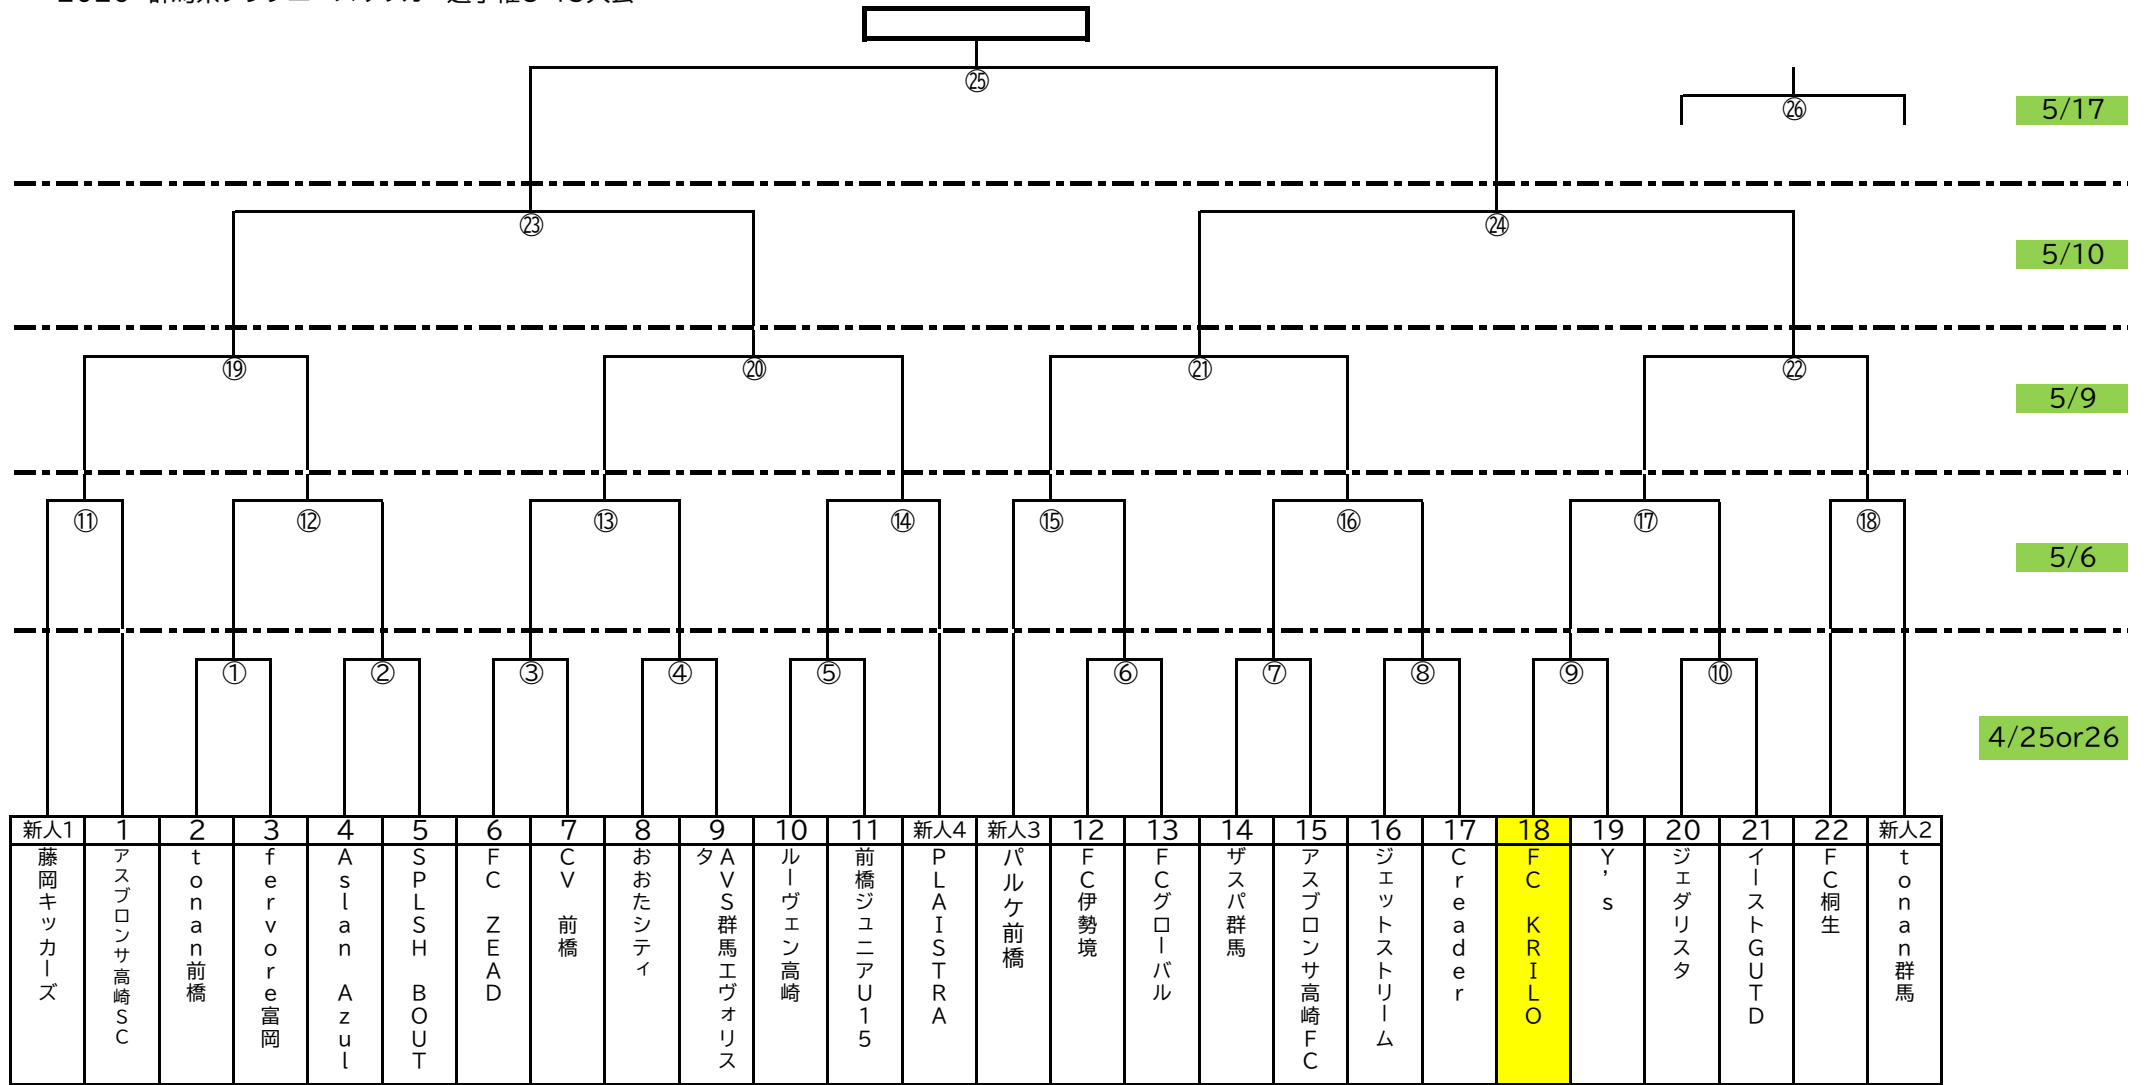 ㉕
㉖
5/17
㉓
㉔
5/10
⑲
⑳
㉑
㉒
5/9
⑪
⑫
⑬
⑭
⑮
⑯
⑰
⑱
5/6
①
②
③
④
⑤
⑥
⑦
⑧
⑨
⑩
4/25or26
新人1
1
2
3
4
5
6
7
8
9
10
11
新人4
新人3
12
13
14
15
16
17
18
19
20
21
22
新人2
藤岡キッカーズ
アスブロンサ高崎SC
tonan前橋
fervore富岡
Aslan Azul
SPLSH BOUT
FC ZEAD
CV 前橋
おおたシティ
AVS群馬エヴォリス
タ
ルーヴェン高崎
前橋ジュニアU15
PLAISTRA
パルケ前橋
FC伊勢境
FCグローバル
ザスパ群馬
アスブロンサ高崎FC
ジェットストリーム
Creader
FC KRILO
Y's
ジェダリスタ
イーストGUTD
FC桐生
tonan群馬